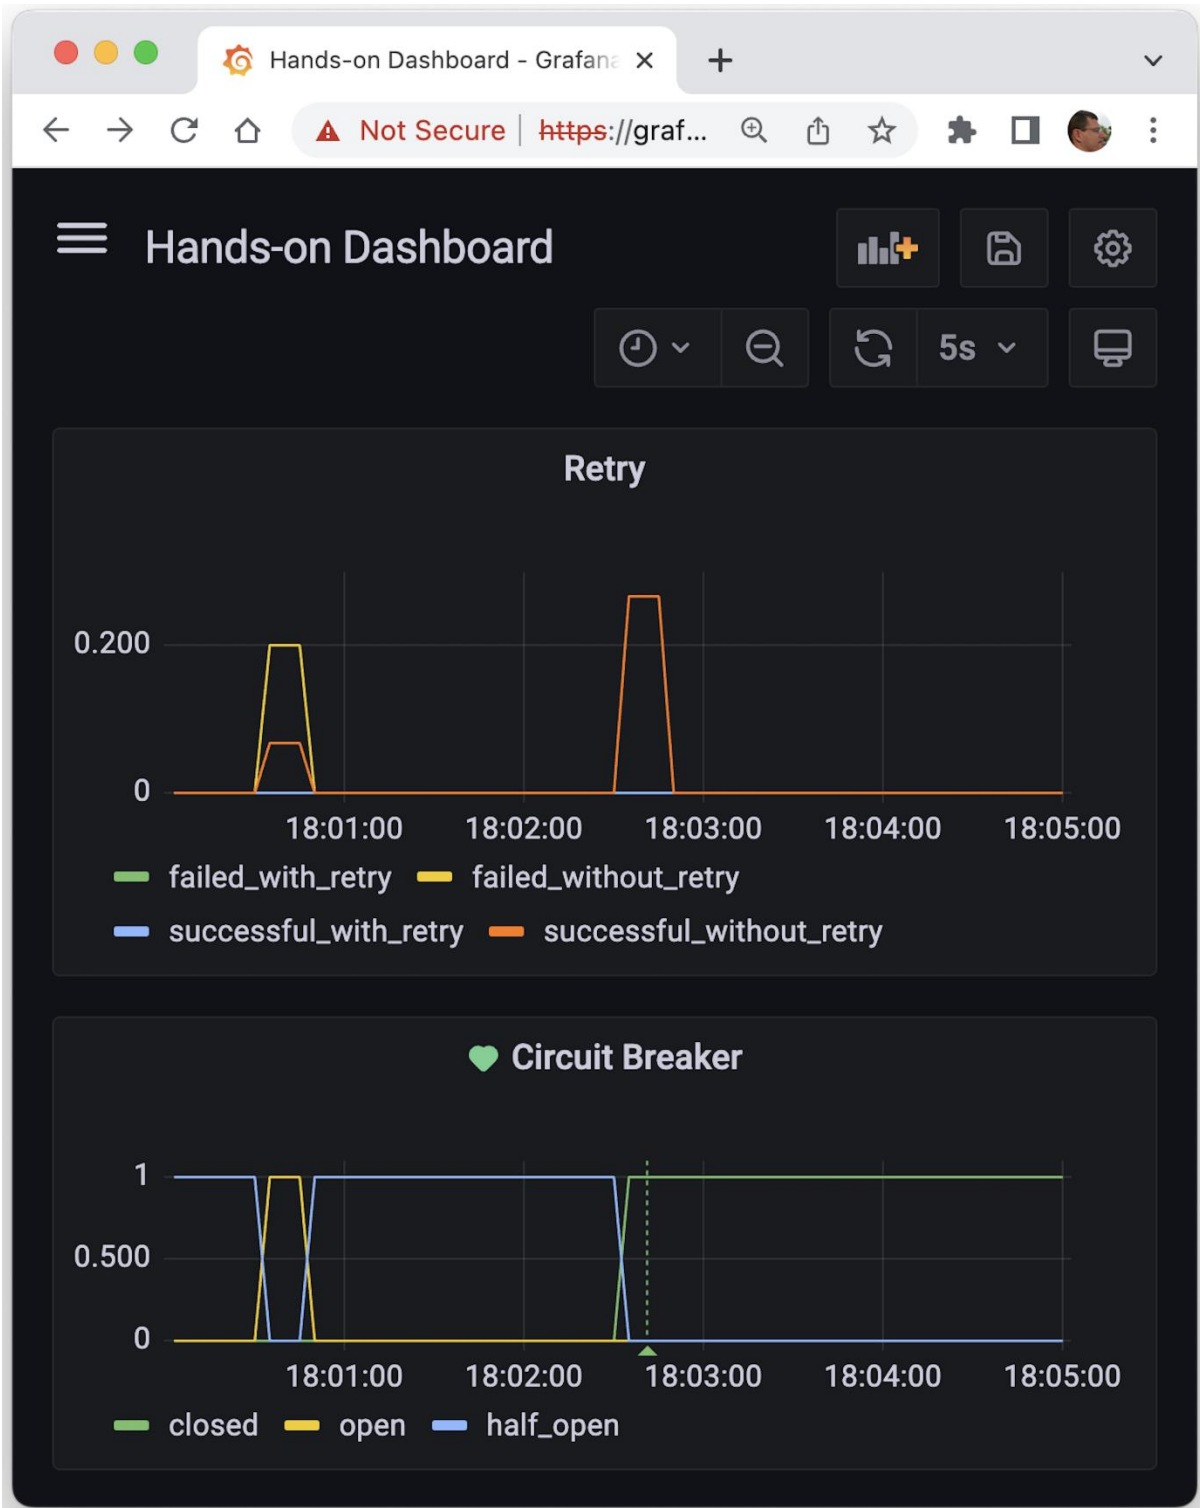 Hands-on Dashboard - Grafana
Not Secure https://graf...
Hands-on Dashboard
5s
Retry
0.200
0
18:01:00 18:02:00 18:03:00 18:04:00 18:05:00
failed_with_retry failed_without_retry
successful_with_retry successful_without_retry
Circuit Breaker
1
0.500
0
18:01:00 18:02:00 18:03:00 18:04:00 18:05:00
closed open half_open